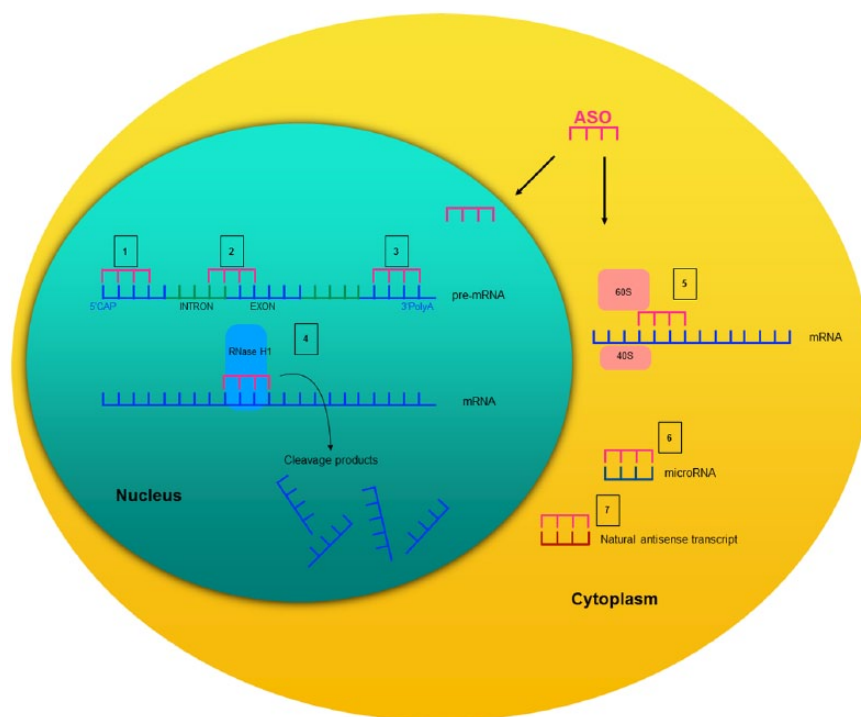 ASO
1
2
3
5'CAP
INTRON
EXON
3'PolyA
pre-mRNA
4
RNase H1
mRNA
Cleavage products
Nucleus
60S
5
40S
mRNA
6
microRNA
7
Natural antisense transcript
Cytoplasm